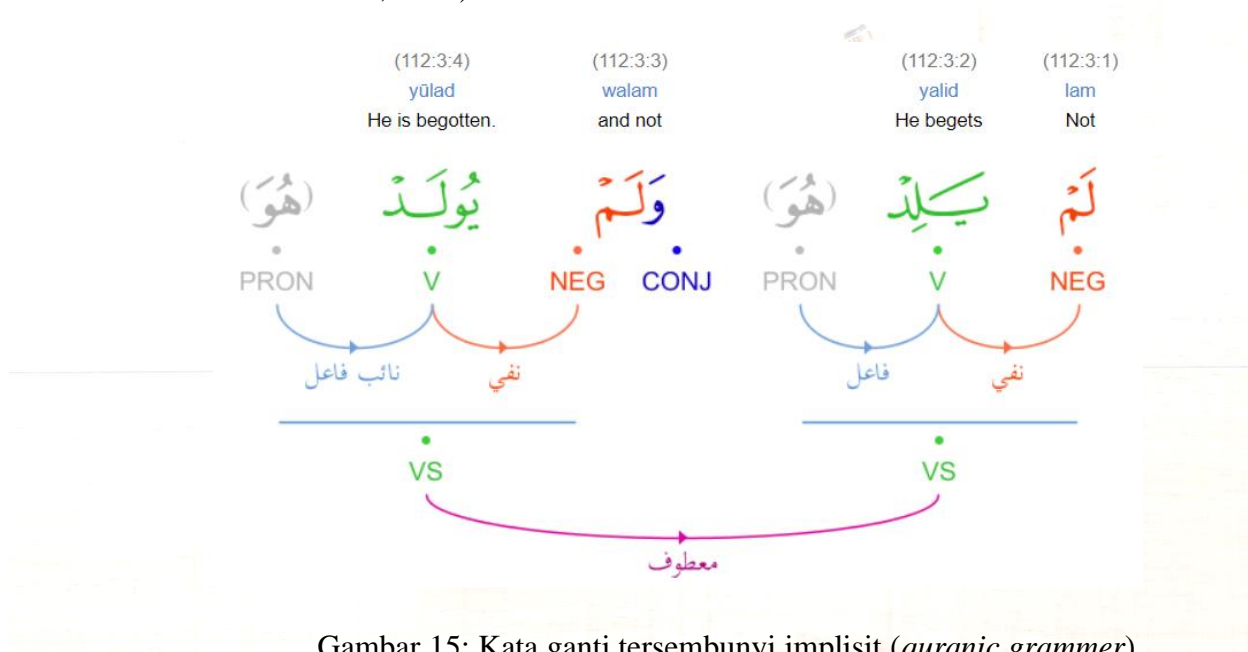 (112:3:4) (112:3:3) (112:3:2) (112:3:1)
yūlad walam yalid lam
He is begotten. and not He begets Not
لَمْ يَلِدْ (هُوَ) وَلَمْ يُولَدْ (هُوَ)
PRON V NEG CONJ PRON V NEG
نفي فاعل نفي نائب فاعل
VS VS
معطوف
Gambar 15: Kata ganti tersembunyi implisit (quranic grammer)